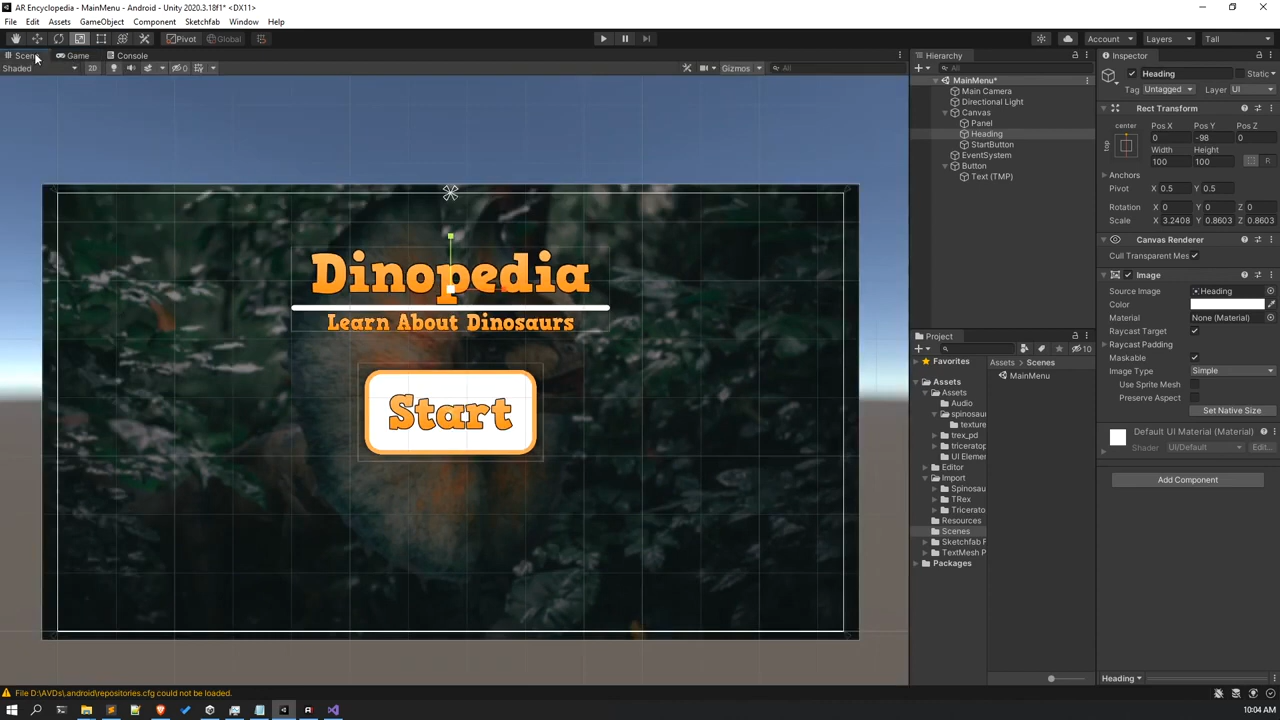 AR Encyclopedia - MainMenu - Android - Unity 2020.3.18f1* <DX11>
File Edit Assets GameObject Component Sketchfab Window Help
Pivot Global Account Layers Tall
Scene Game Console
Shaded 2D 0 Gizmos All
Dinopedia
Learn About Dinosaurs
Start
Hierarchy
All
MainMenu*
Main Camera
Directional Light
Canvas
Panel
Heading
StartButton
EventSystem
Button
Text (TMP)
Project
10
Favorites
Assets
Assets
Audio
spinosau
texture
trex_pd
triceratop
UI Elemer
Editor
Import
Spinosau
TRex
Tricerato
Resources
Scenes
Sketchfab F
TextMesh P
Packages
Assets > Scenes
MainMenu
Inspector
Heading Static
Tag Untagged Layer UI
Rect Transform
center Pos X Pos Y Pos Z
top 0 -98 0
Width Height
100 100 R
Anchors
Pivot X 0.5 Y 0.5
Rotation X 0 Y 0 Z 0
Scale X 3.2408 Y 0.8603 Z 0.8603
Canvas Renderer
Cull Transparent Mes
Image
Source Image Heading
Color
Material None (Material)
Raycast Target
Raycast Padding
Maskable
Image Type Simple
Use Sprite Mesh
Preserve Aspect
Set Native Size
Default UI Material (Material)
Shader UI/Default Edit...
Add Component
Heading
File D:\AVDs\.android\repositories.cfg could not be loaded.
10:04 AM